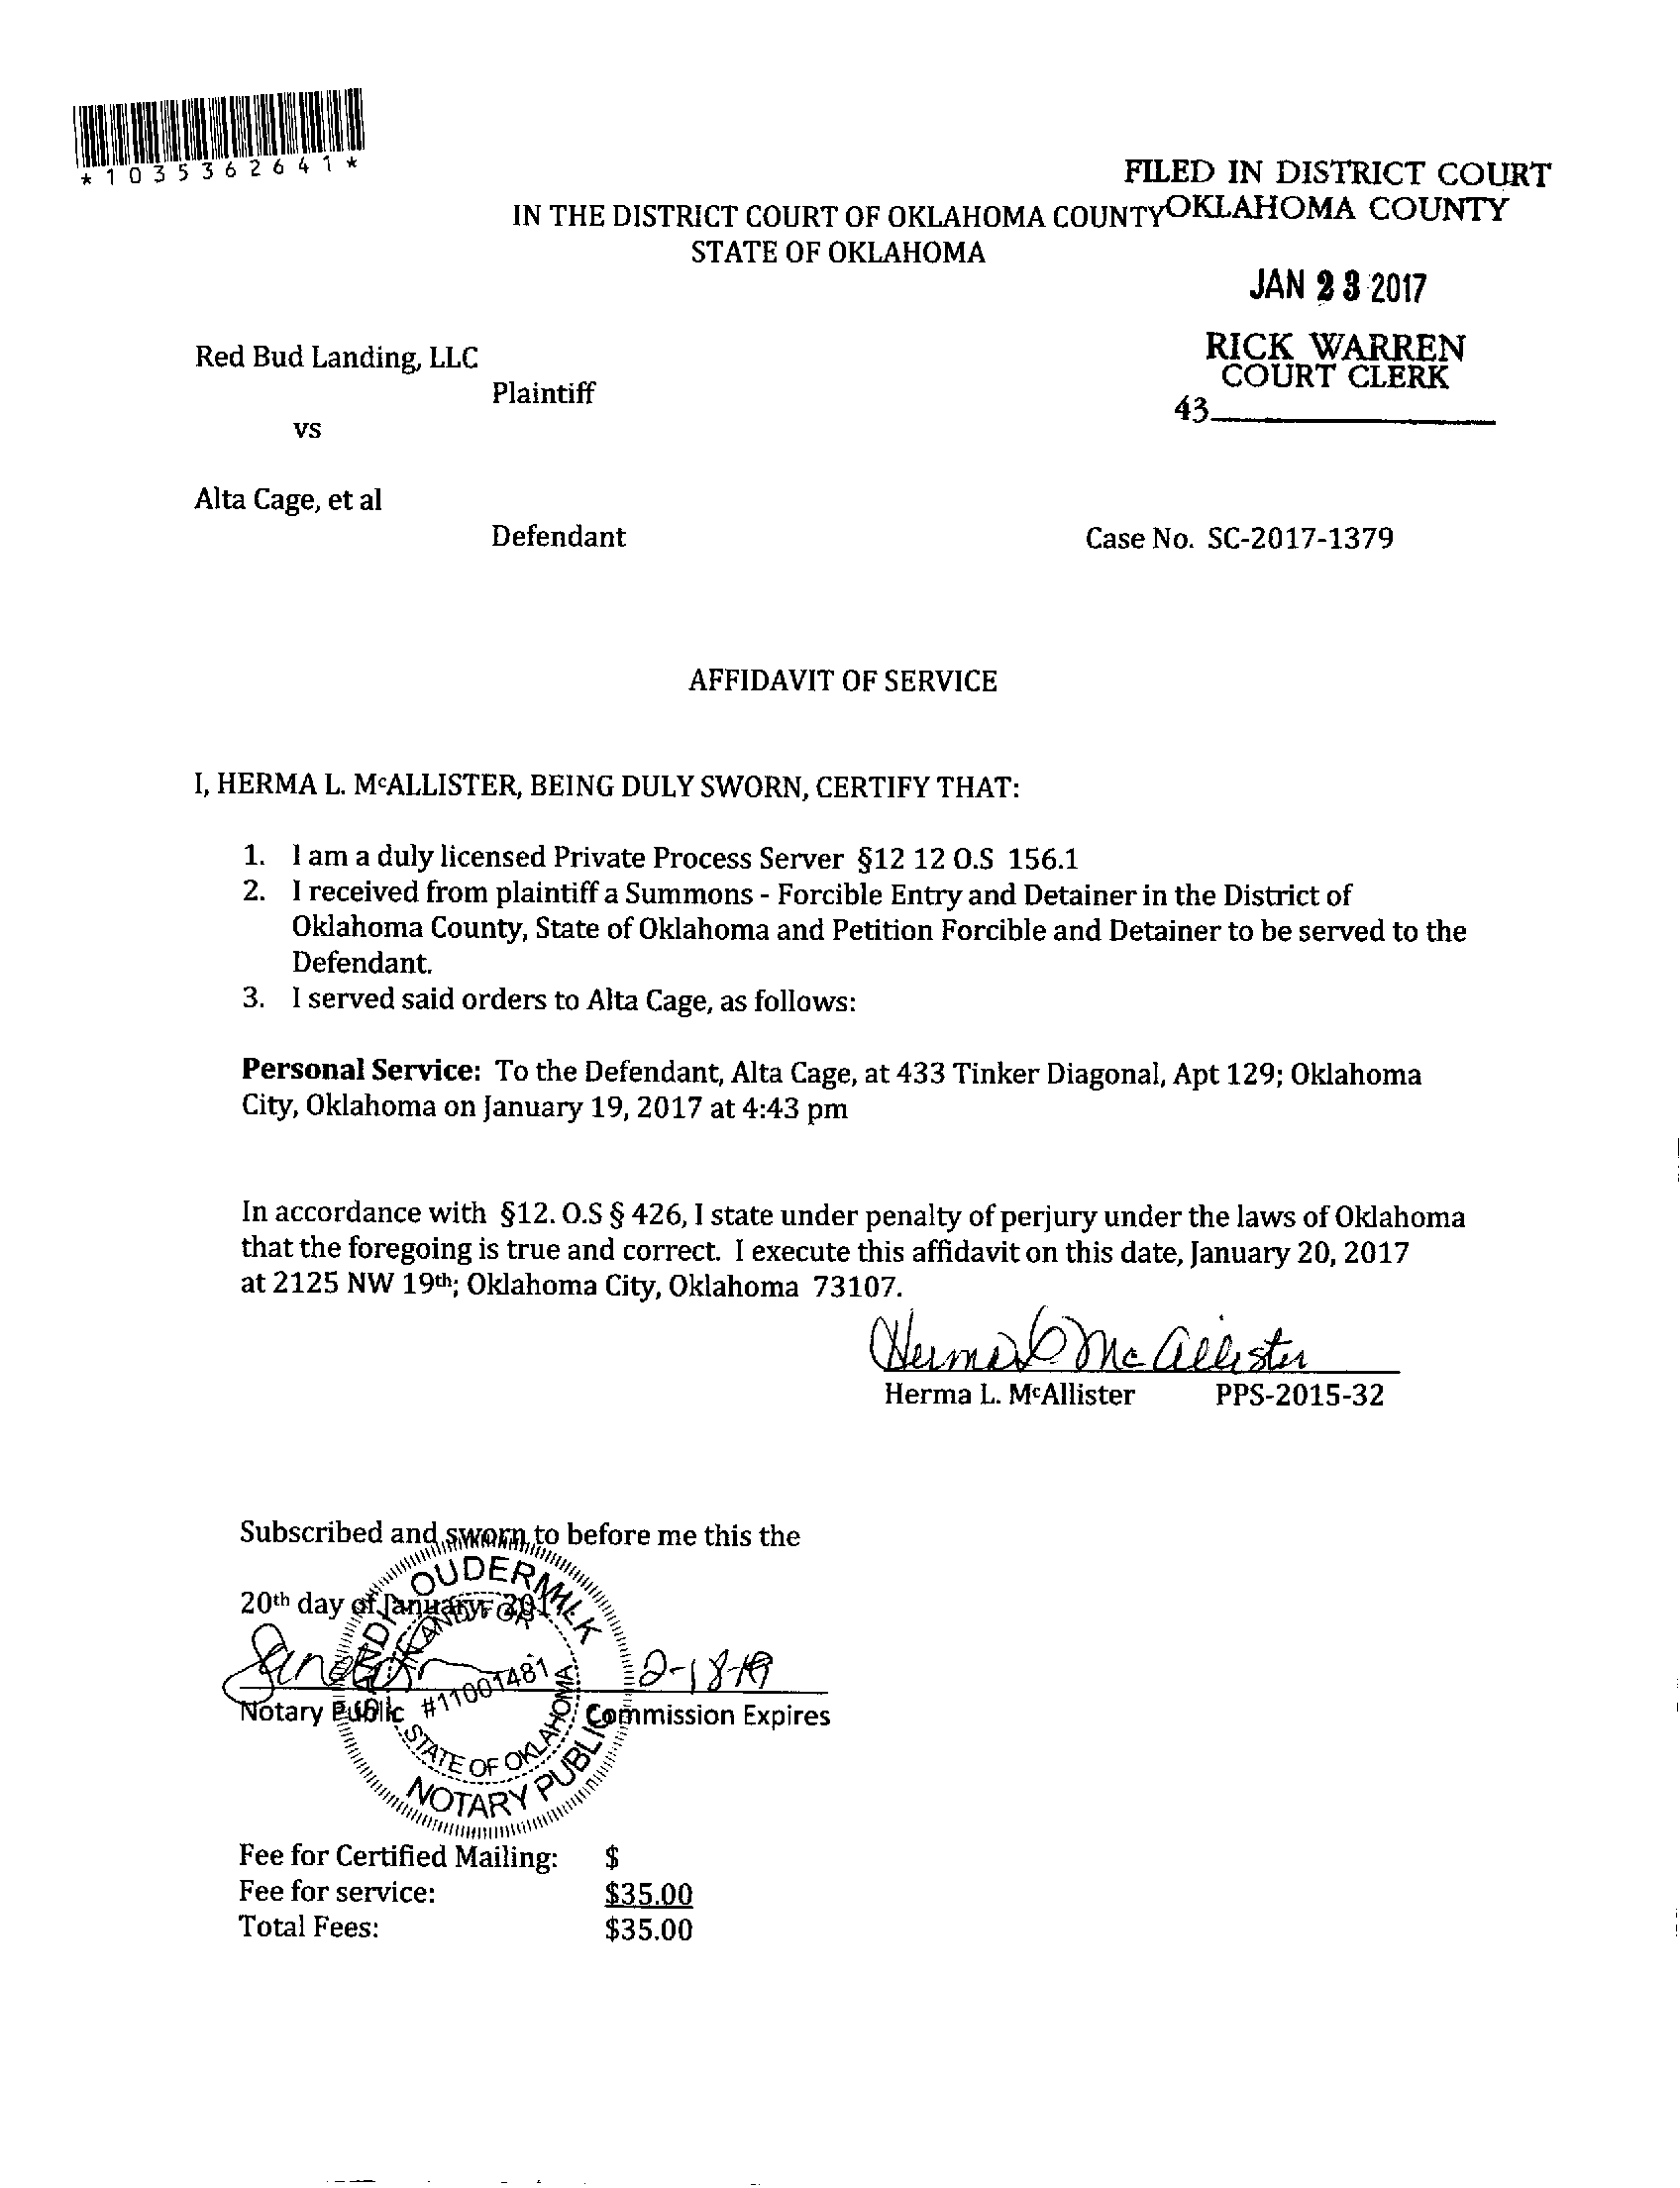 *1035362641*
FILED IN DISTRICT COURT
OKLAHOMA COUNTY
IN THE DISTRICT COURT OF OKLAHOMA COUNTY
STATE OF OKLAHOMA
JAN 23 2017
RICK WARREN
COURT CLERK
43
Red Bud Landing, LLC
Plaintiff
vs
Alta Cage, et al
Defendant
Case No. SC-2017-1379
AFFIDAVIT OF SERVICE
I, HERMA L. McALLISTER, BEING DULY SWORN, CERTIFY THAT:
1. I am a duly licensed Private Process Server §12 12 O.S 156.1
2. I received from plaintiff a Summons - Forcible Entry and Detainer in the District of
Oklahoma County, State of Oklahoma and Petition Forcible and Detainer to be served to the
Defendant.
3. I served said orders to Alta Cage, as follows:
Personal Service: To the Defendant, Alta Cage, at 433 Tinker Diagonal, Apt 129; Oklahoma
City, Oklahoma on January 19, 2017 at 4:43 pm
In accordance with §12. O.S § 426, I state under penalty of perjury under the laws of Oklahoma
that the foregoing is true and correct. I execute this affidavit on this date, January 20, 2017
at 2125 NW 19th; Oklahoma City, Oklahoma 73107.
Herma L McAllister
Herma L. McAllister PPS-2015-32
Subscribed and sworn to before me this the
20th day of January, 2017
2-18-19
Notary Public Commission Expires
OUDERMILK
IN AND FOR
#11001481
STATE OF OKLAHOMA
NOTARY PUBLIC
Fee for Certified Mailing: $
Fee for service: $35.00
Total Fees: $35.00